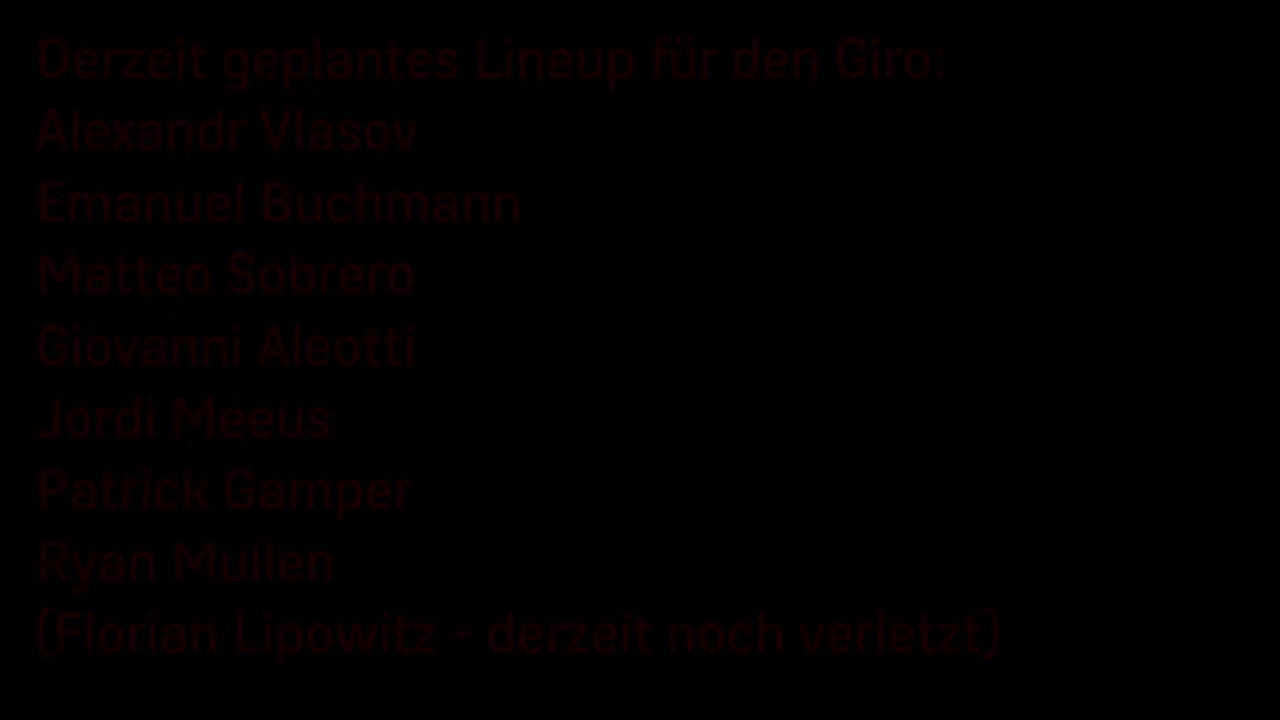 Derzeit geplantes Lineup für den Giro:
Alexandr Vlasov
Emanuel Buchmann
Matteo Sobrero
Giovanni Aleotti
Jordi Meeus
Patrick Gamper
Ryan Mullen
(Florian Lipowitz - derzeit noch verletzt)